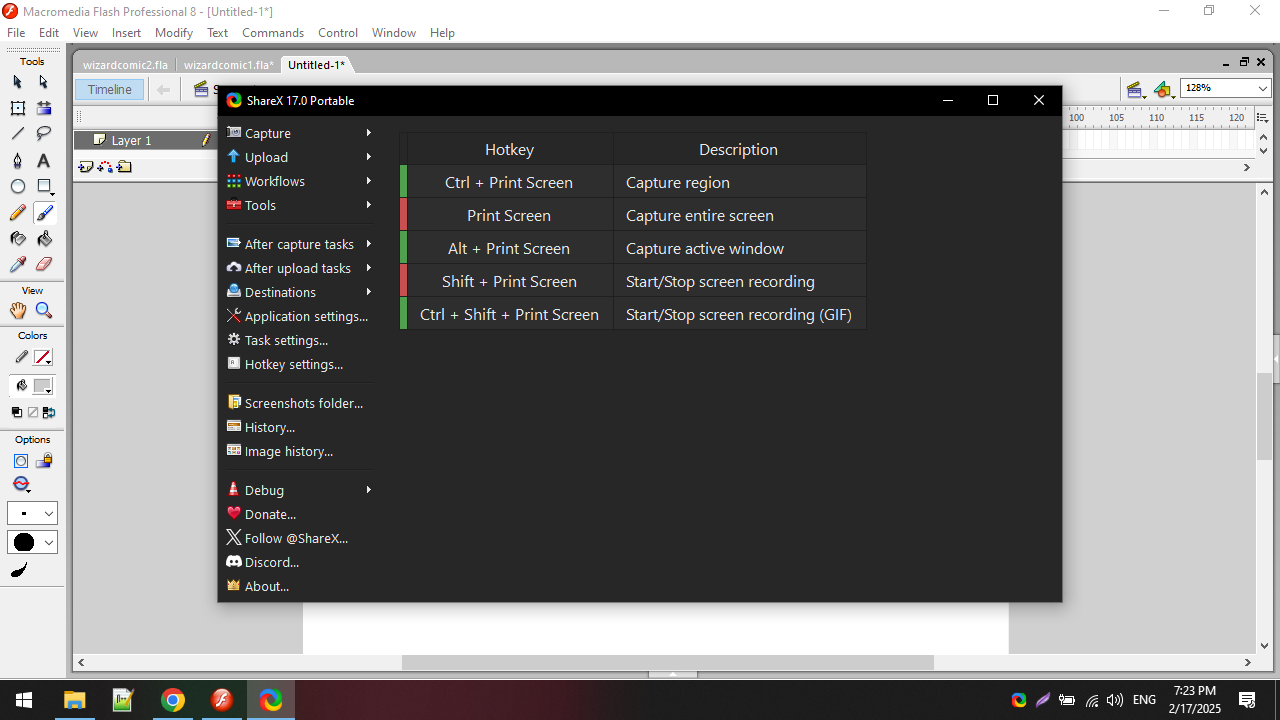 Macromedia Flash Professional 8 - [Untitled-1*]
File Edit View Insert Modify Text Commands Control Window Help
Tools
wizardcomic2.fla wizardcomic1.fla* Untitled-1*
Timeline
128%
ShareX 17.0 Portable
100 105 110 115 120
Layer 1
Capture
Upload
Workflows
Tools
After capture tasks
After upload tasks
Destinations
Application settings...
Task settings...
Hotkey settings...
Screenshots folder...
History...
Image history...
Debug
Donate...
Follow @ShareX...
Discord...
About...
Hotkey Description
Ctrl + Print Screen Capture region
Print Screen Capture entire screen
Alt + Print Screen Capture active window
Shift + Print Screen Start/Stop screen recording
Ctrl + Shift + Print Screen Start/Stop screen recording (GIF)
View
Colors
Options
ENG
7:23 PM
2/17/2025